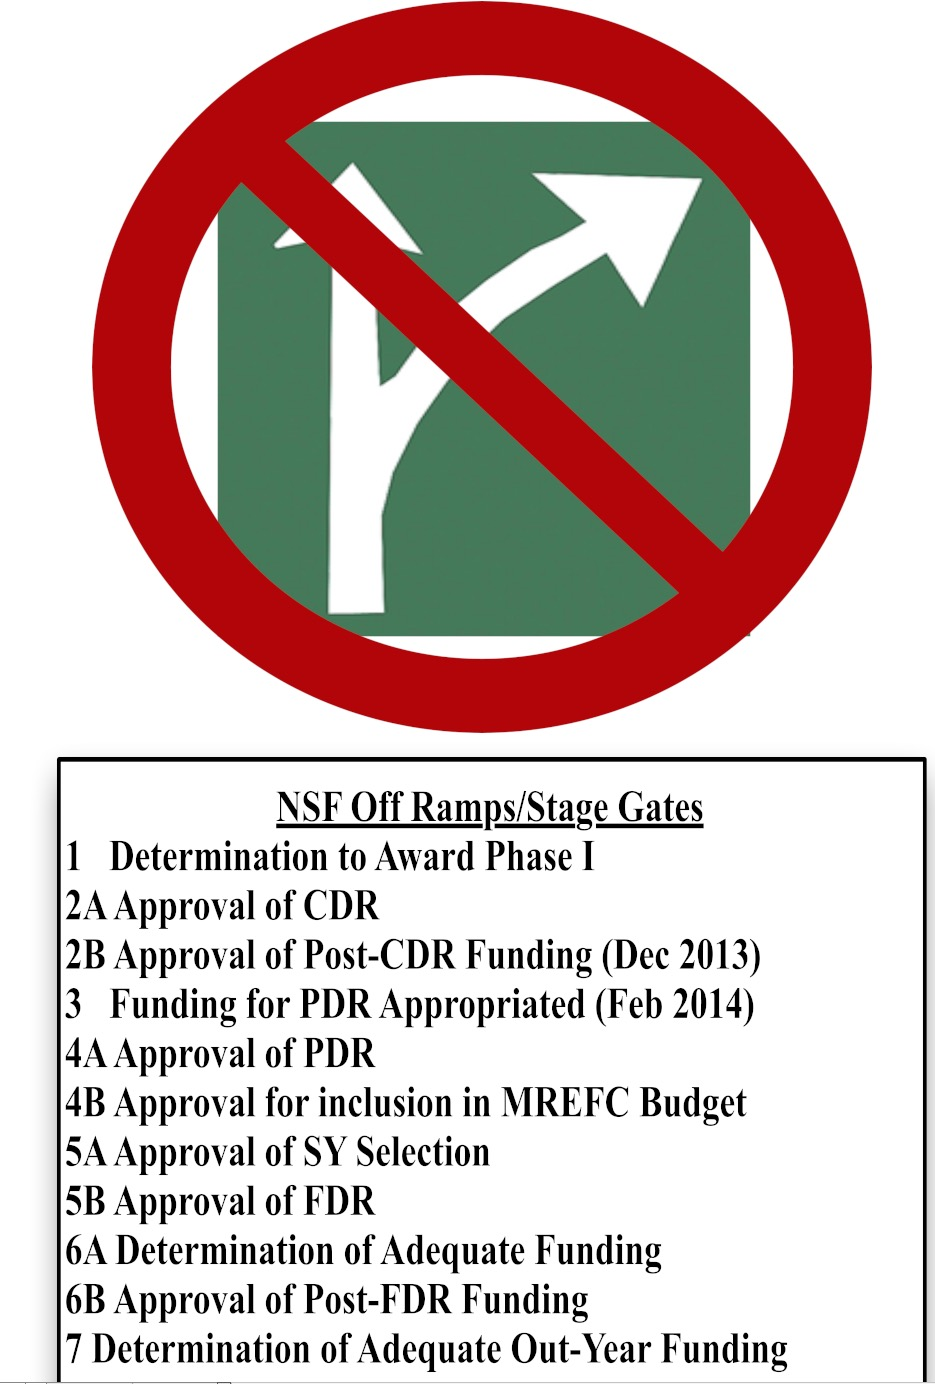 NSF Off Ramps/Stage Gates
1 Determination to Award Phase I
2A Approval of CDR
2B Approval of Post-CDR Funding (Dec 2013)
3 Funding for PDR Appropriated (Feb 2014)
4A Approval of PDR
4B Approval for inclusion in MREFC Budget
5A Approval of SY Selection
5B Approval of FDR
6A Determination of Adequate Funding
6B Approval of Post-FDR Funding
7 Determination of Adequate Out-Year Funding